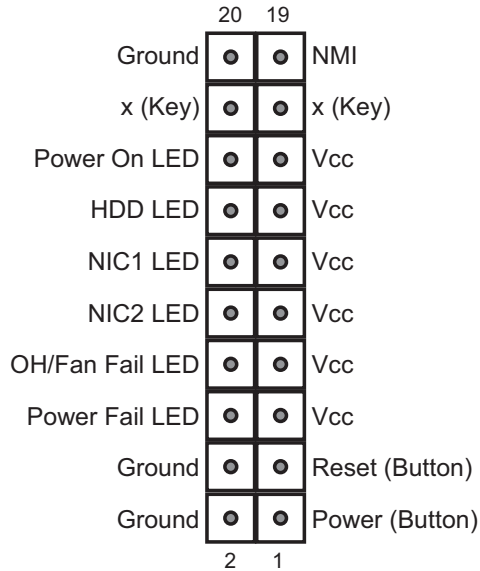 20 19
Ground NMI
x (Key) x (Key)
Power On LED Vcc
HDD LED Vcc
NIC1 LED Vcc
NIC2 LED Vcc
OH/Fan Fail LED Vcc
Power Fail LED Vcc
Ground Reset (Button)
Ground Power (Button)
2 1